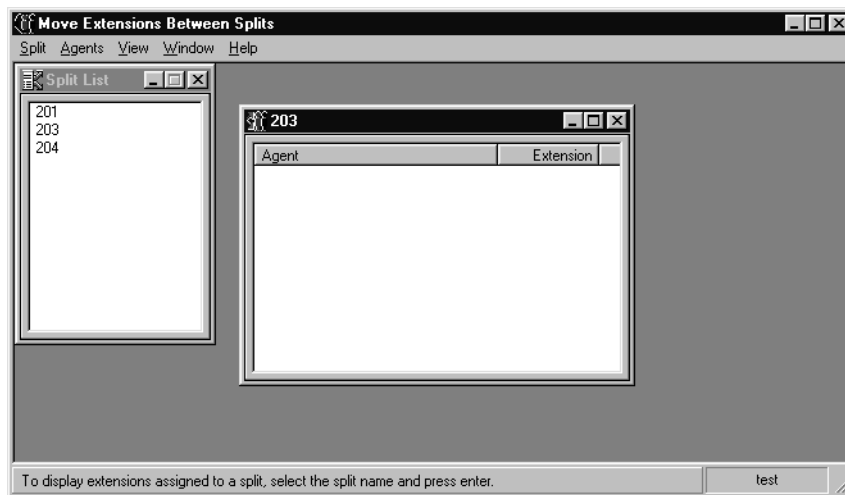 Move Extensions Between Splits
Split Agents View Window Help
Split List
201
203
204
203
Agent Extension
To display extensions assigned to a split, select the split name and press enter.
test